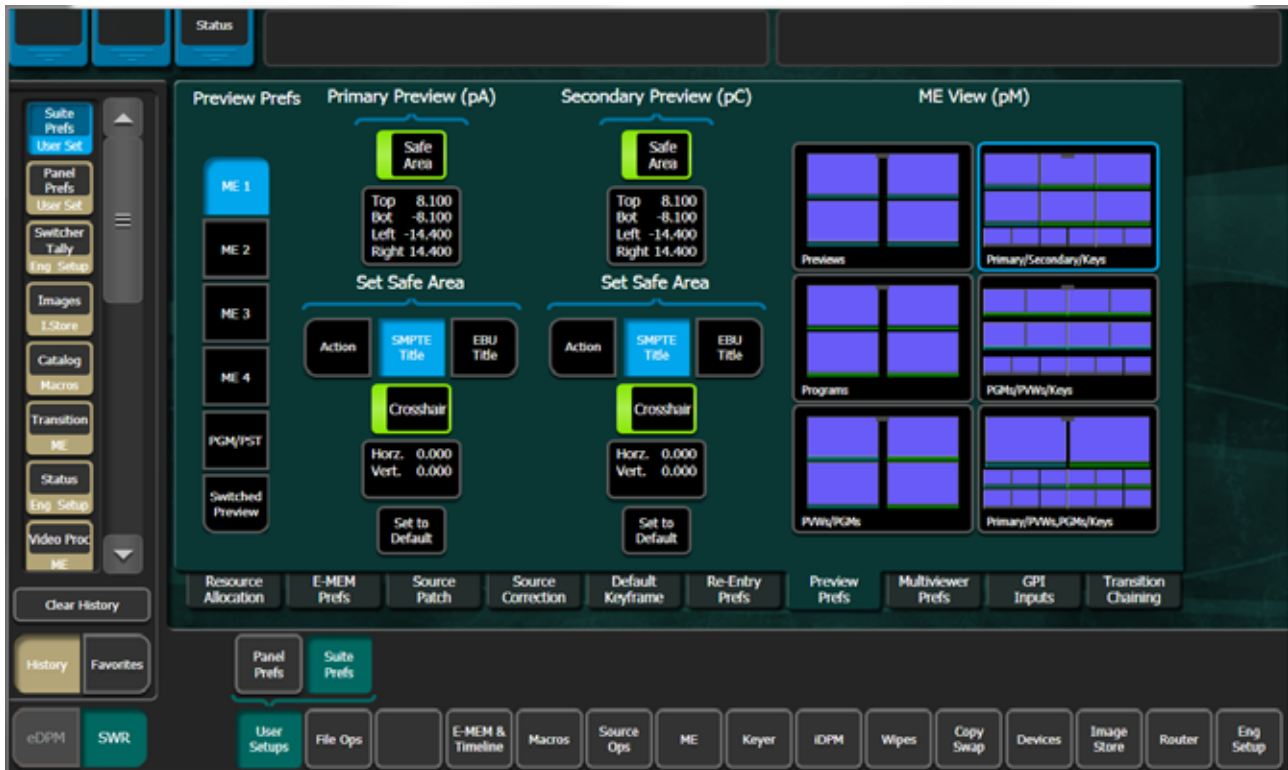 Status
Suite
Prefs
User Set
Panel
Prefs
User Set
Switcher
Tally
Eng Setup
Images
I.Store
Catalog
Macros
Transition
ME
Status
Eng Setup
Video Proc
ME
Clear History
History
Favorites
eDPM
SWR
Preview Prefs
ME 1
ME 2
ME 3
ME 4
PGM/PST
Switched
Preview
Primary Preview (pA)
Safe
Area
Top 8.100
Bot -8.100
Left -14.400
Right 14.400
Set Safe Area
Action
SMPTE
Title
EBU
Title
Crosshair
Horz. 0.000
Vert. 0.000
Set to
Default
Secondary Preview (pC)
Safe
Area
Top 8.100
Bot -8.100
Left -14.400
Right 14.400
Set Safe Area
Action
SMPTE
Title
EBU
Title
Crosshair
Horz. 0.000
Vert. 0.000
Set to
Default
ME View (pM)
Previews
Primary/Secondary/Keys
Programs
PGMs/PVWs/Keys
PVWs/PGMs
Primary/PVWs,PGMs/Keys
Resource
Allocation
E-MEM
Prefs
Source
Patch
Source
Correction
Default
Keyframe
Re-Entry
Prefs
Preview
Prefs
Multiviewer
Prefs
GPI
Inputs
Transition
Chaining
Panel
Prefs
Suite
Prefs
User
Setups
File Ops
E-MEM &
Timeline
Macros
Source
Ops
ME
Keyer
iDPM
Wipes
Copy
Swap
Devices
Image
Store
Router
Eng
Setup